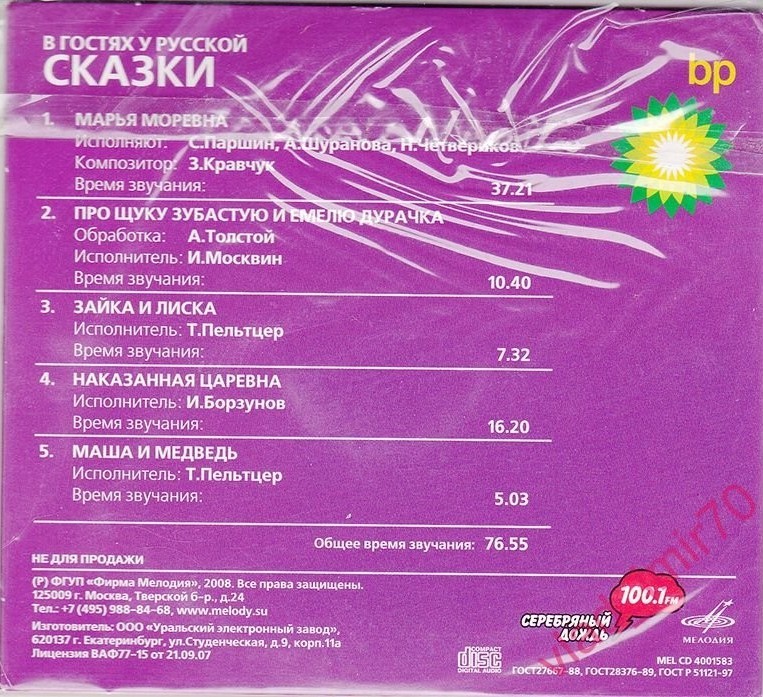 В ГОСТЯХ У РУССКОЙ
СКАЗКИ
bp
1. МАРЬЯ МОРЕВНА
Исполняют: С.Паршин, А.Шуранова, Н.Четвериков
Композитор: З.Кравчук
Время звучания: 37.21
2. ПРО ЩУКУ ЗУБАСТУЮ И ЕМЕЛЮ ДУРАЧКА
Обработка: А.Толстой
Исполнитель: И.Москвин
Время звучания: 10.40
3. ЗАЙКА И ЛИСКА
Исполнитель: Т.Пельтцер
Время звучания: 7.32
4. НАКАЗАННАЯ ЦАРЕВНА
Исполнитель: И.Борзунов
Время звучания: 16.20
5. МАША И МЕДВЕДЬ
Исполнитель: Т.Пельтцер
Время звучания: 5.03
Общее время звучания: 76.55
НЕ ДЛЯ ПРОДАЖИ
(P) ФГУП «Фирма Мелодия», 2008. Все права защищены.
125009 г. Москва, Тверской б-р., д.24
Тел.: +7 (495) 988-84-68, www.melody.su
Изготовитель: ООО «Уральский электронный завод»,
620137 г. Екатеринбург, ул.Студенческая, д.9, корп.11а
Лицензия ВАФ77-15 от 21.09.07
COMPACT
disc
DIGITAL AUDIO
100.1 FM
СЕРЕБРЯНЫЙ
ДОЖДЬ
МЕЛОДИЯ
MEL CD 4001583
ГОСТ27667-88, ГОСТ28376-89, ГОСТ Р 51121-97
vladimir70